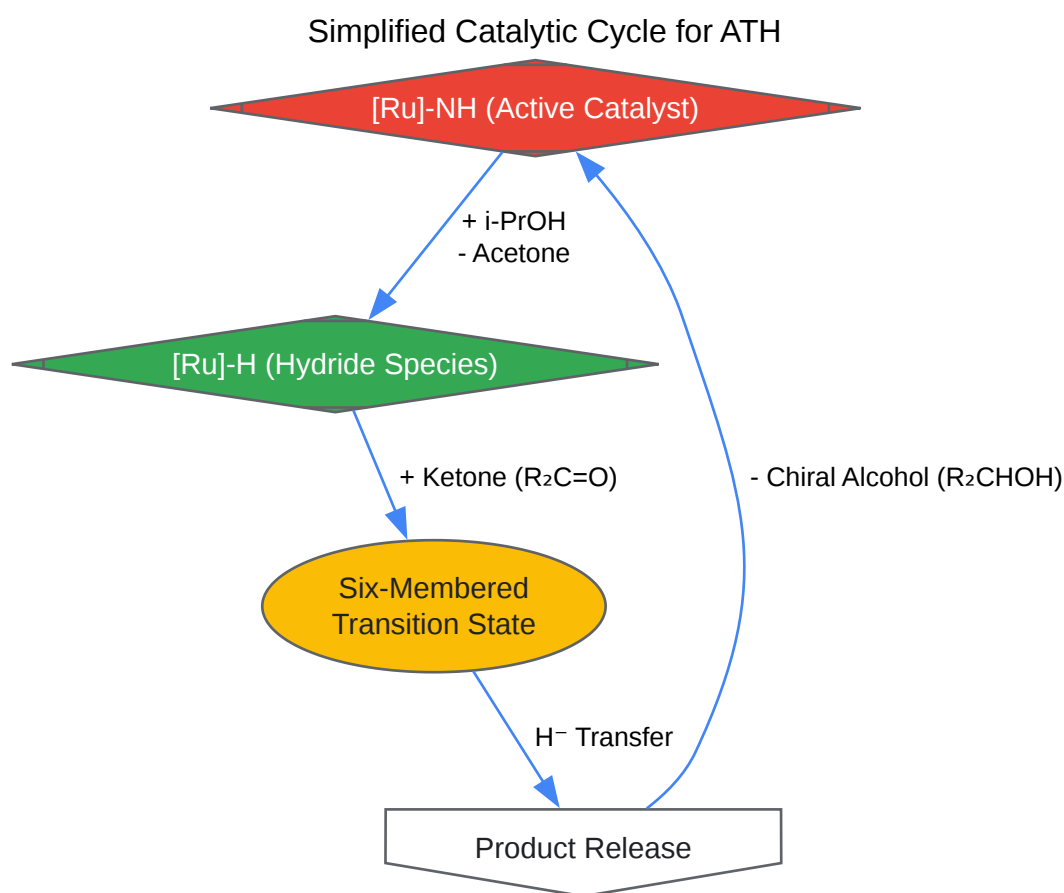 Simplified Catalytic Cycle for ATH
[Ru]-NH (Active Catalyst)
+ i-PrOH
- Acetone
[Ru]-H (Hydride Species)
+ Ketone (R₂C=O)
- Chiral Alcohol (R₂CHOH)
Six-Membered
Transition State
H⁻ Transfer
Product Release